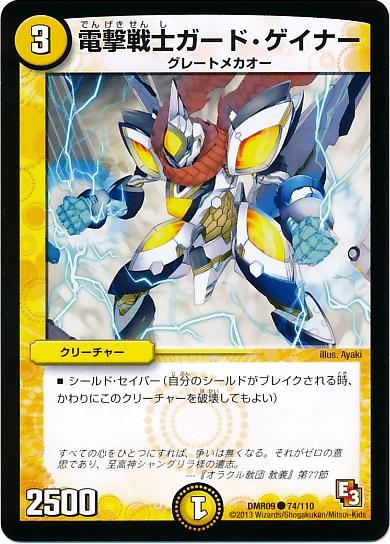 3
でんげきせんし
電撃戦士ガード・ゲイナー
グレートメカオー
クリーチャー
illus. Ayaki
■ シールド・セイバー(自分のシールドがブレイクされる時、
かわりにこのクリーチャーを破壊してもよい)
すべての心をひとつにすれば、争いは無くなる。それがゼロの意
思であり、至高神シャングリラ様の遺志。
---『オラクル教団 教義』第77節
2500
1
DMR09 ● 74/110
©2013 Wizards/Shogakukan/Mitsui-Kids
E3